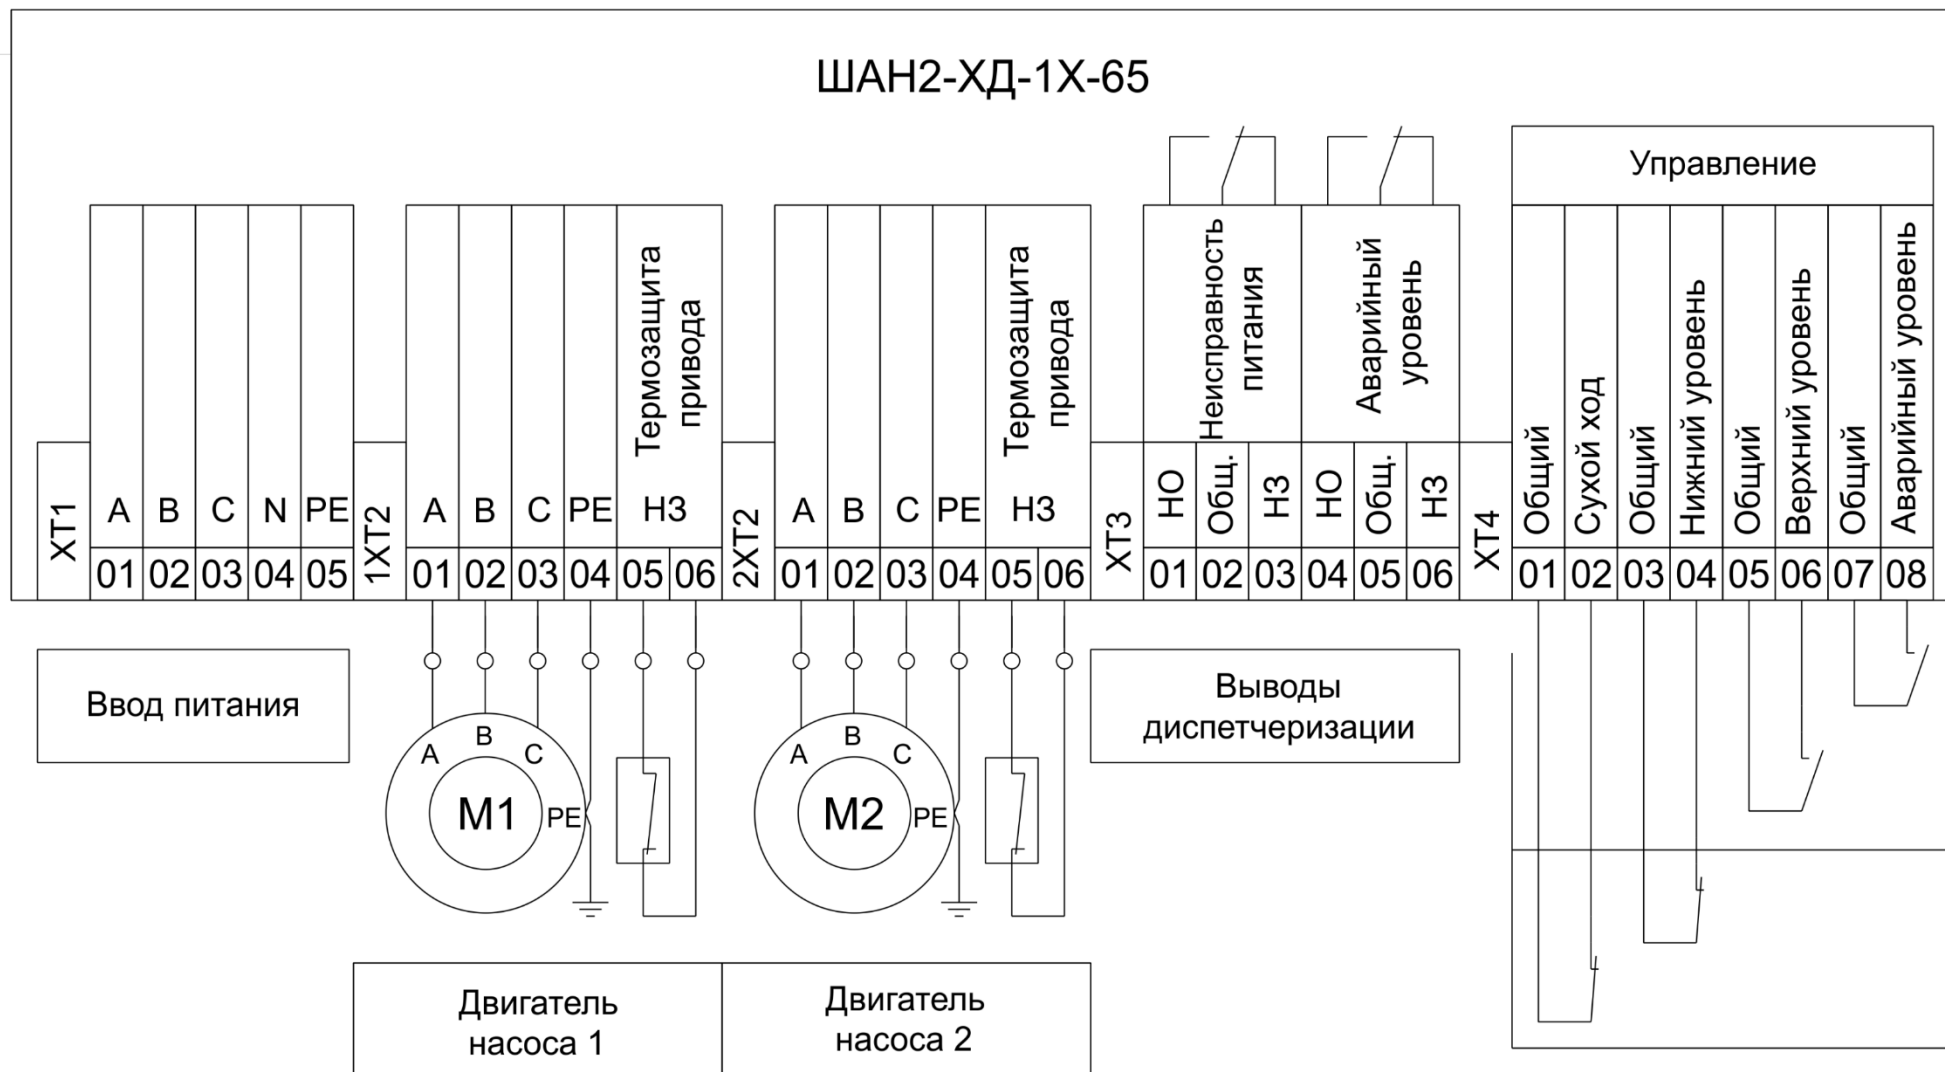 ШАН2-ХД-1Х-65
Управление
XT1
A B C N PE
01 02 03 04 05
1XT2
A B C PE
Термозащита
привода
НЗ
01 02 03 04 05 06
2XT2
A B C PE
Термозащита
привода
НЗ
01 02 03 04 05 06
XT3
Неисправность
питания
НО Общ. НЗ
Аварийный
уровень
НО Общ. НЗ
01 02 03 04 05 06
XT4
Общий
Сухой ход
Общий
Нижний уровень
Общий
Верхний уровень
Общий
Аварийный уровень
01 02 03 04 05 06 07 08
Ввод питания
A B C
М1 PE
A B C
М2 PE
Выводы
диспетчеризации
Двигатель
насоса 1
Двигатель
насоса 2